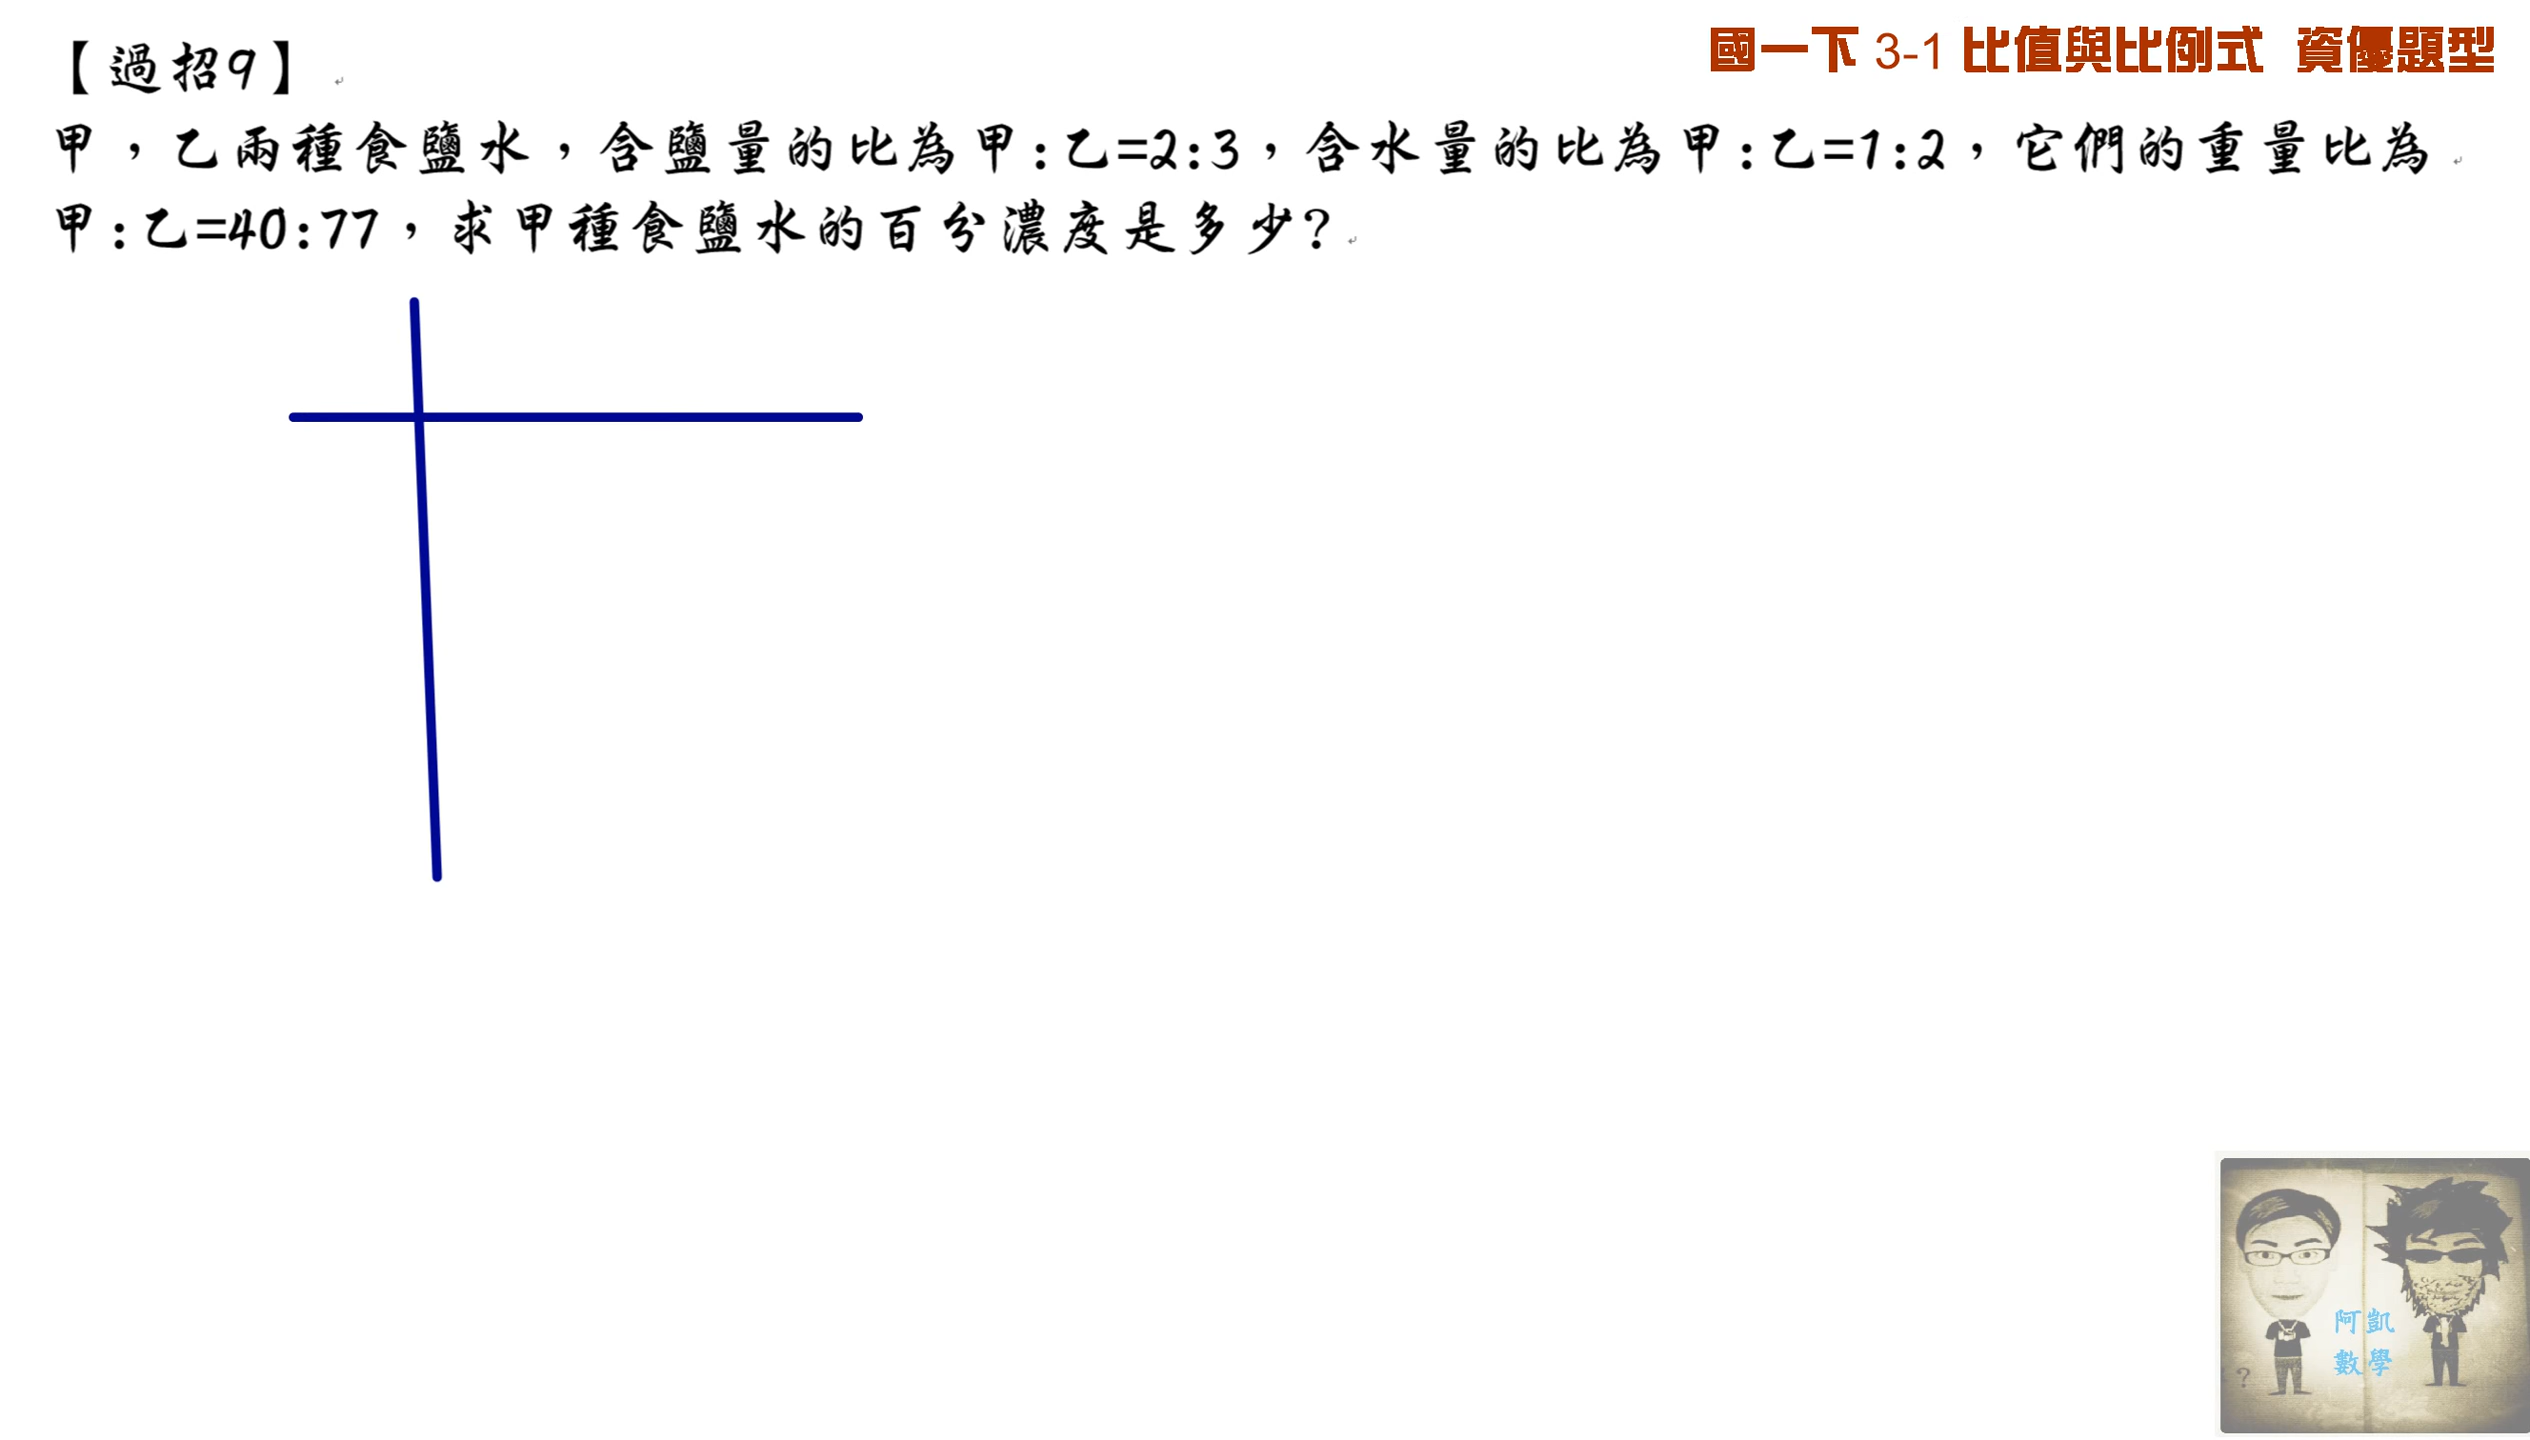 國一下 3-1 比值與比例式 資優題型
【過招9】
甲，乙兩種食鹽水，含鹽量的比為甲:乙=2:3，含水量的比為甲:乙=1:2，它們的重量比為
甲:乙=40:77，求甲種食鹽水的百分濃度是多少?
阿凱
數學
?